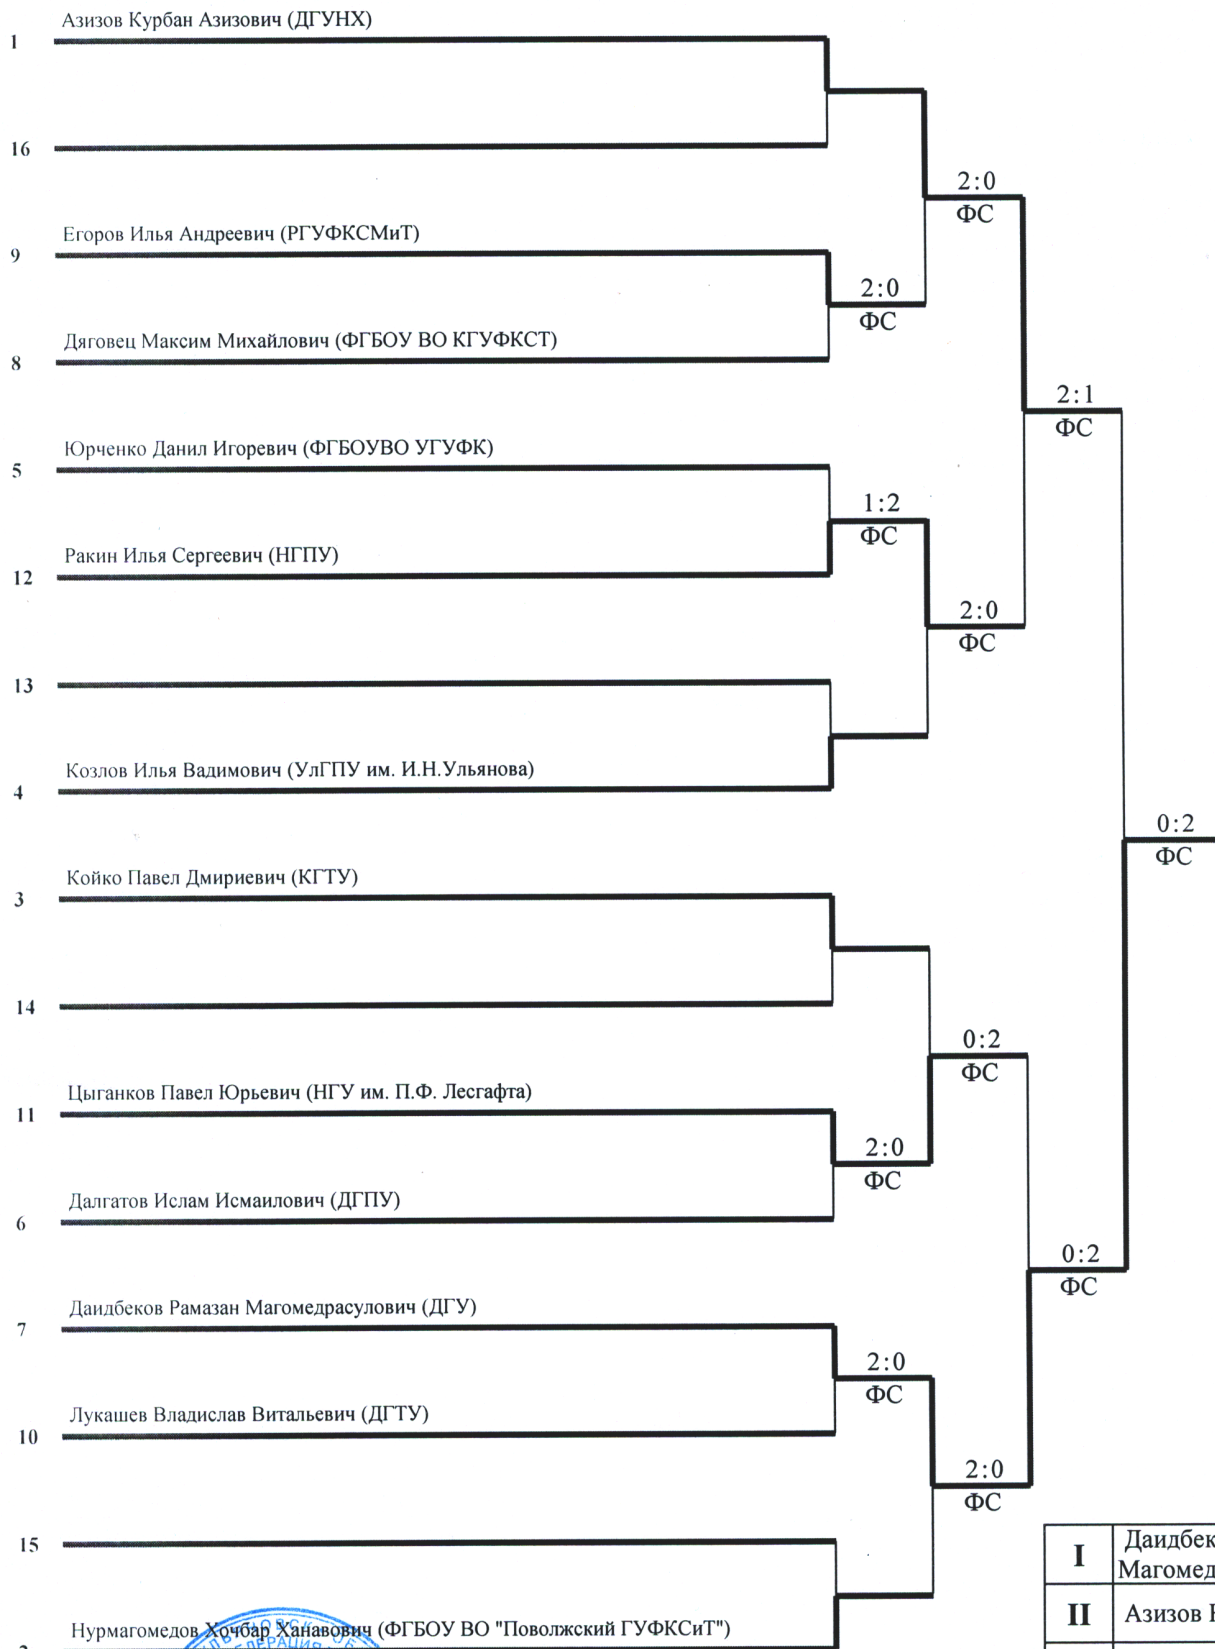 Азизов Курбан Азизович (ДГУНХ)
1
16
2:0
ФС
Егоров Илья Андреевич (РГУФКСМиТ)
9
2:0
ФС
Дяговец Максим Михайлович (ФГБОУ ВО КГУФКСТ)
8
2:1
ФС
Юрченко Данил Игоревич (ФГБОУВО УГУФК)
5
1:2
ФС
Ракин Илья Сергеевич (НГПУ)
12
2:0
ФС
13
Козлов Илья Вадимович (УлГПУ им. И.Н.Ульянова)
4
0:2
ФС
Койко Павел Дмириевич (КГТУ)
3
14
0:2
ФС
Цыганков Павел Юрьевич (НГУ им. П.Ф. Лесгафта)
11
2:0
ФС
Далгатов Ислам Исмаилович (ДГПУ)
6
0:2
ФС
Даидбеков Рамазан Магомедрасулович (ДГУ)
7
2:0
ФС
Лукашев Владислав Витальевич (ДГТУ)
10
2:0
ФС
15
I
Даидбек
Магомед
II
Азизов
Нурмагомедов Хочбар Ханавович (ФГБОУ ВО "Поволжский ГУФКСиТ")